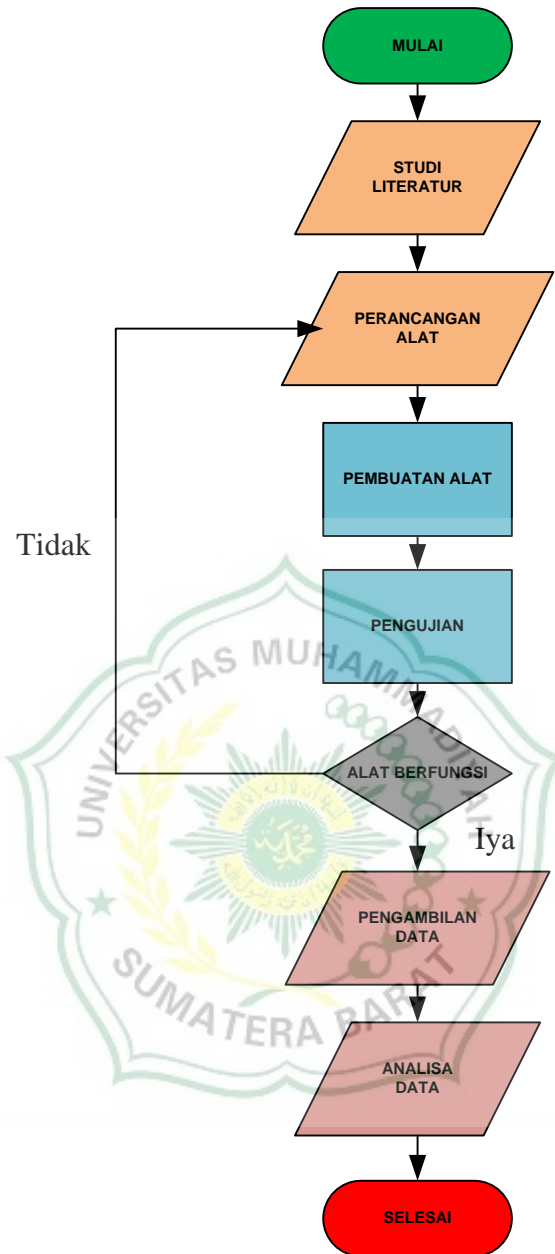 MULAI
STUDI
LITERATUR
PERANCANGAN
ALAT
PEMBUATAN ALAT
Tidak
PENGUJIAN
UNIVERSITAS MUHAMMADIYAH
ALAT BERFUNGSI
Iya
PENGAMBILAN
DATA
SUMATERA BARAT
ANALISA
DATA
SELESAI